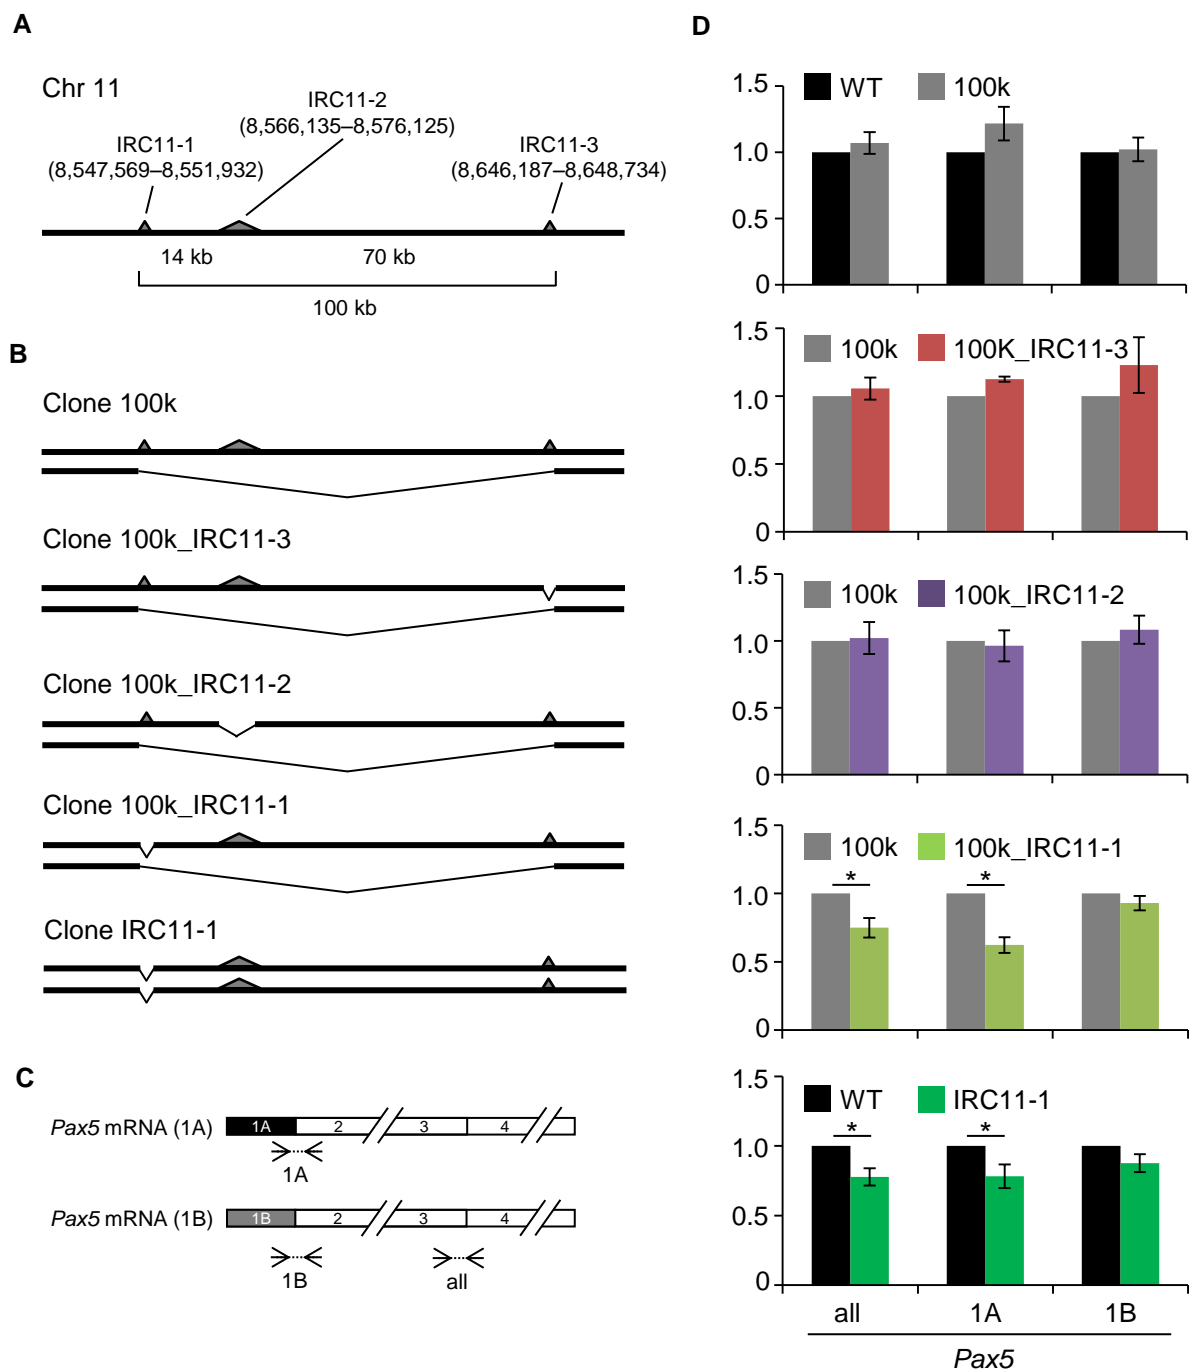 A
Chr 11
IRC11-2
(8,566,135–8,576,125)
IRC11-1
(8,547,569–8,551,932)
IRC11-3
(8,646,187–8,648,734)
14 kb
70 kb
100 kb
B
Clone 100k
Clone 100k_IRC11-3
Clone 100k_IRC11-2
Clone 100k_IRC11-1
Clone IRC11-1
C
Pax5 mRNA (1A)
1A 2 3 4
1A
Pax5 mRNA (1B)
1B 2 3 4
1B
all
D
WT 100k
1.5
1.0
0.5
0
100k 100K_IRC11-3
1.5
1.0
0.5
0
100k 100k_IRC11-2
1.5
1.0
0.5
0
100k 100k_IRC11-1
1.5
1.0
0.5
0
* *
WT IRC11-1
1.5
1.0
0.5
0
* *
all 1A 1B
Pax5